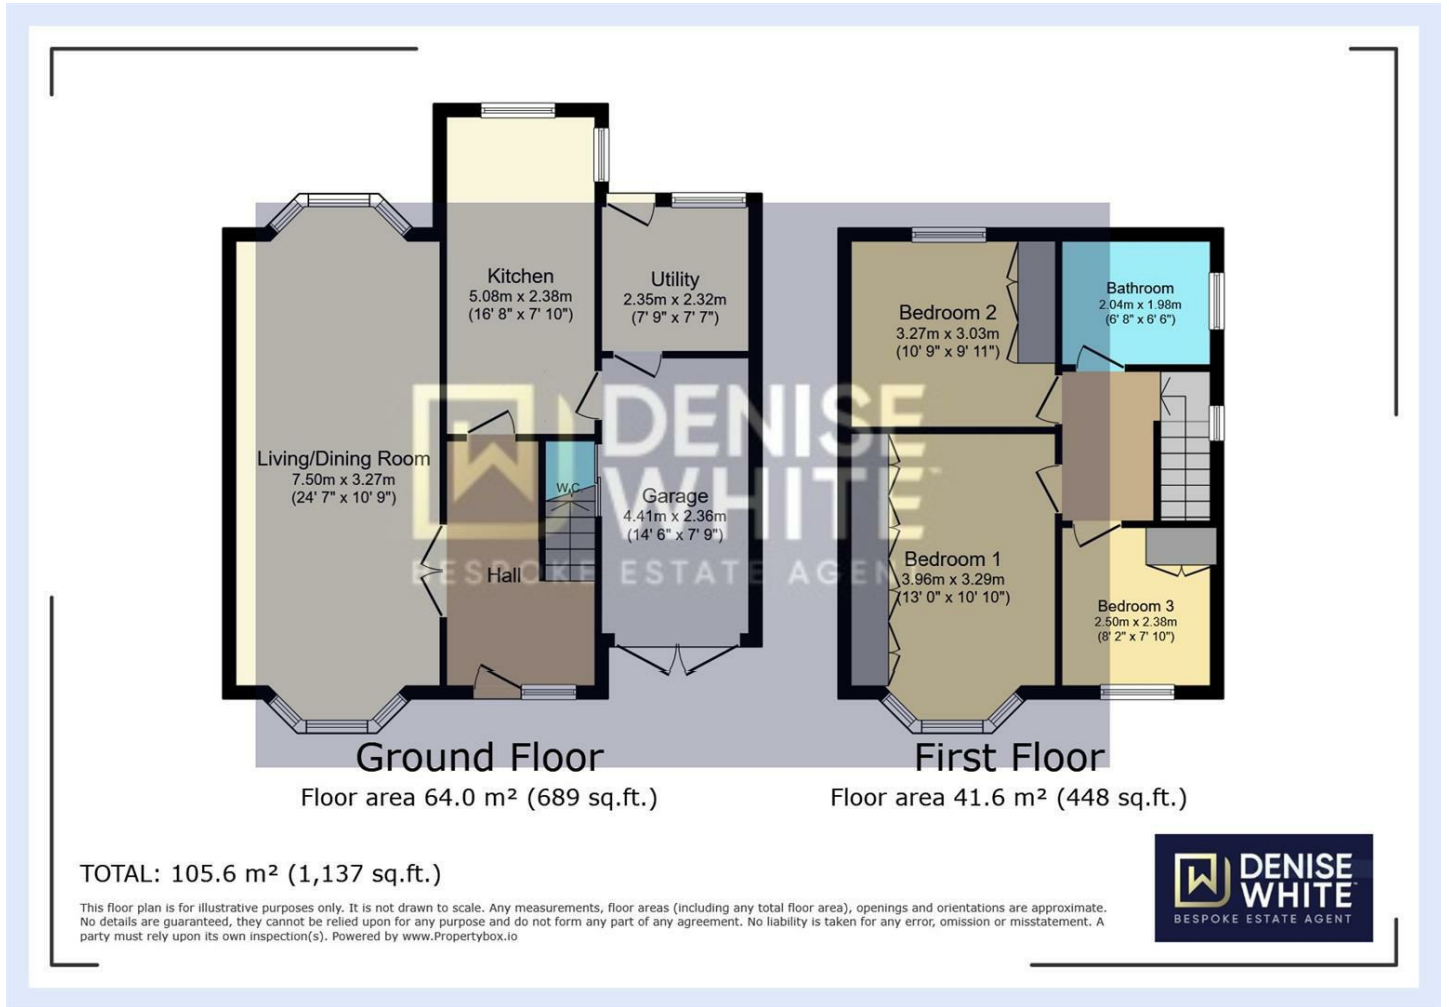 Kitchen
5.08m x 2.38m
(16' 8" x 7' 10")
Utility
2.35m x 2.32m
(7' 9" x 7' 7")
Living/Dining Room
7.50m x 3.27m
(24' 7" x 10' 9")
W.C.
Garage
4.41m x 2.36m
(14' 6" x 7' 9")
Hall
Bedroom 2
3.27m x 3.03m
(10' 9" x 9' 11")
Bathroom
2.04m x 1.98m
(6' 8" x 6' 6")
Bedroom 1
3.96m x 3.29m
(13' 0" x 10' 10")
Bedroom 3
2.50m x 2.38m
(8' 2" x 7' 10")
DENISE
WHITE
BESPOKE ESTATE AGENT
Ground Floor
Floor area 64.0 m² (689 sq.ft.)
First Floor
Floor area 41.6 m² (448 sq.ft.)
TOTAL: 105.6 m² (1,137 sq.ft.)
This floor plan is for illustrative purposes only. It is not drawn to scale. Any measurements, floor areas (including any total floor area), openings and orientations are approximate.
No details are guaranteed, they cannot be relied upon for any purpose and do not form any part of any agreement. No liability is taken for any error, omission or misstatement. A
party must rely upon its own inspection(s). Powered by www.Propertybox.io
DENISE
WHITE
BESPOKE ESTATE AGENT